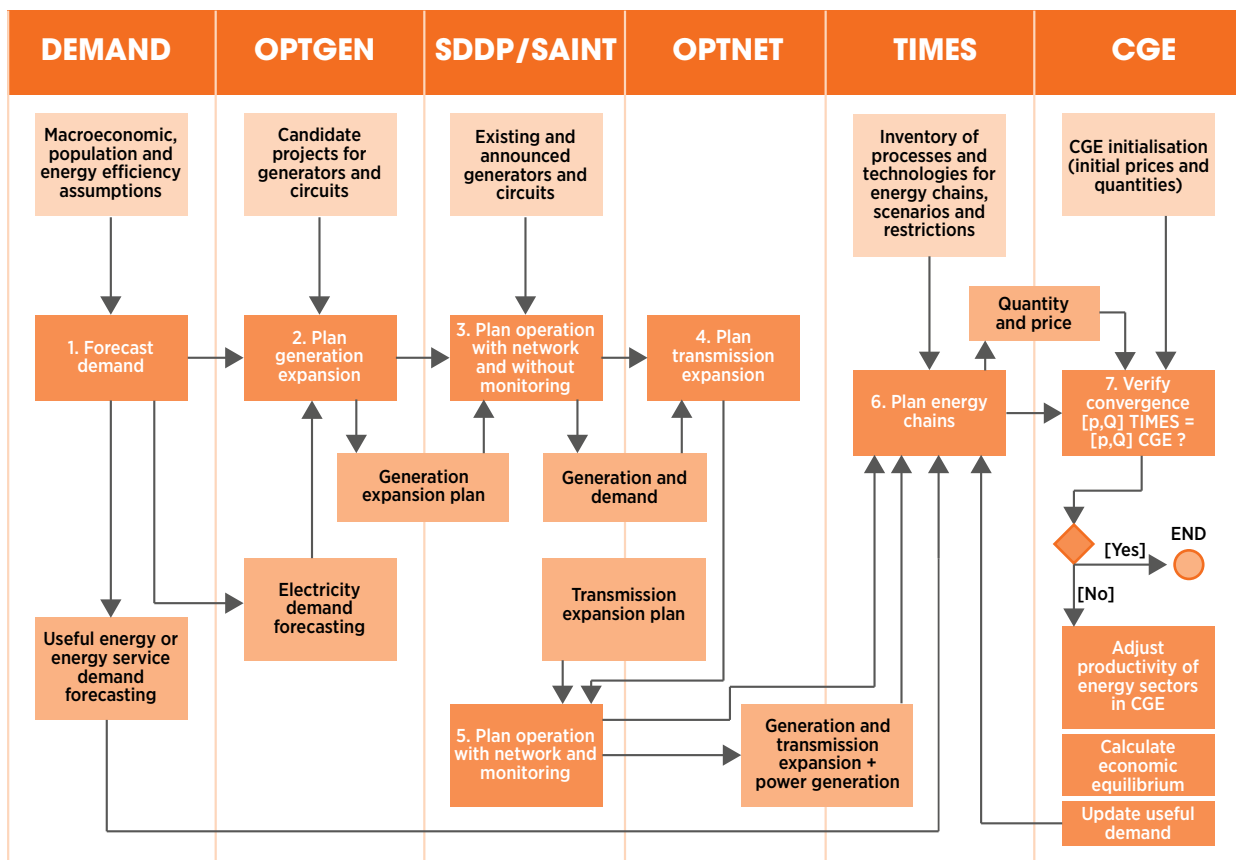 DEMAND
OPTGEN
SDDP/SAINT
OPTNET
TIMES
CGE
Macroeconomic,
population and
energy efficiency
assumptions
Candidate
projects for
generators and
circuits
Existing and
announced
generators and
circuits
Inventory of
processes and
technologies for
energy chains,
scenarios and
restrictions
CGE initialisation
(initial prices and
quantities)
Quantity
and price
1. Forecast
demand
2. Plan
generation
expansion
3. Plan operation
with network
and without
monitoring
4. Plan
transmission
expansion
6. Plan energy
chains
7. Verify
convergence
[p,Q] TIMES =
[p,Q] CGE ?
Generation
expansion plan
Generation and
demand
END
[Yes]
[No]
Electricity
demand
forecasting
Transmission
expansion plan
Useful energy or
energy service
demand
forecasting
Adjust
productivity of
energy sectors
in CGE
5. Plan operation
with network and
monitoring
Generation and
transmission
expansion +
power generation
Calculate
economic
equilibrium
Update useful
demand